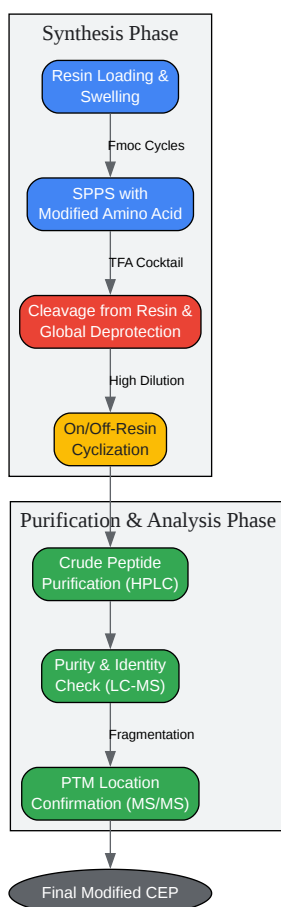 Synthesis Phase
Resin Loading &
Swelling
Fmoc Cycles
SPPS with
Modified Amino Acid
TFA Cocktail
Cleavage from Resin &
Global Deprotection
High Dilution
On/Off-Resin
Cyclization
Purification & Analysis Phase
Crude Peptide
Purification (HPLC)
Purity & Identity
Check (LC-MS)
Fragmentation
PTM Location
Confirmation (MS/MS)
Final Modified CEP